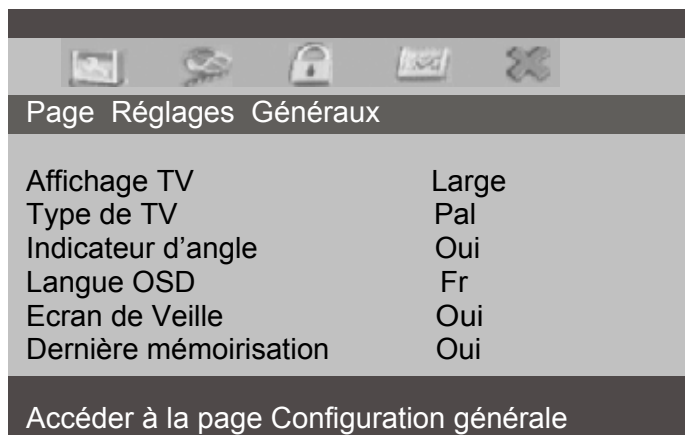 Page Réglages Généraux
Affichage TV Large
Type de TV Pal
Indicateur d'angle Oui
Langue OSD Fr
Ecran de Veille Oui
Dernière mémoirisation Oui
Accéder à la page Configuration générale